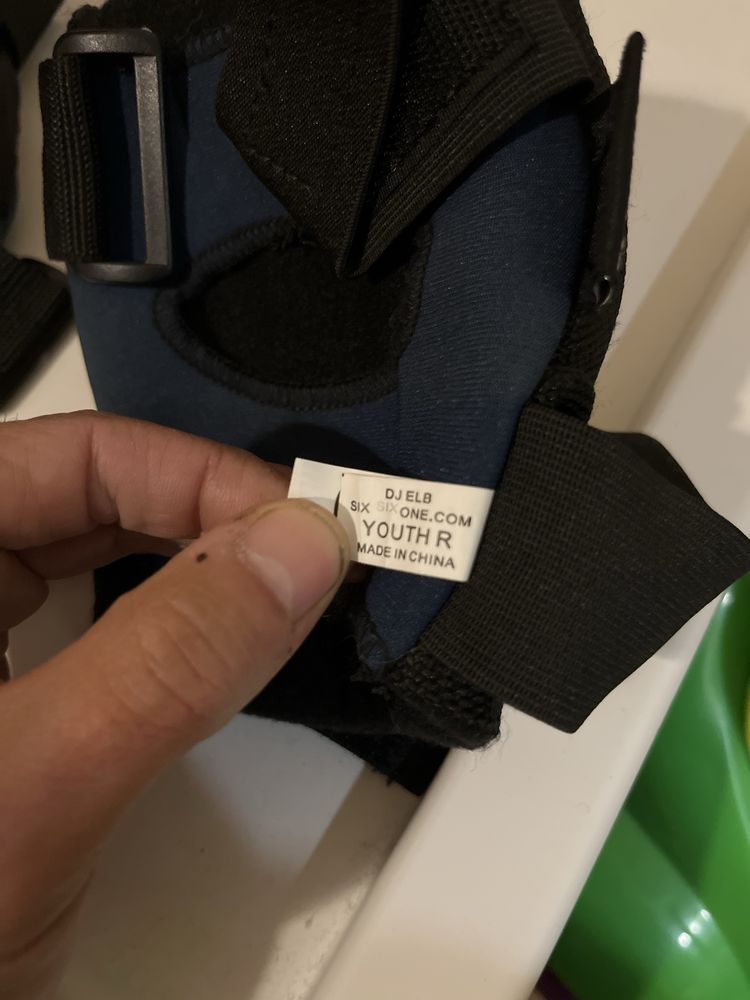 DJ ELB
SIX SIX ONE.COM
YOUTH R
MADE IN CHINA